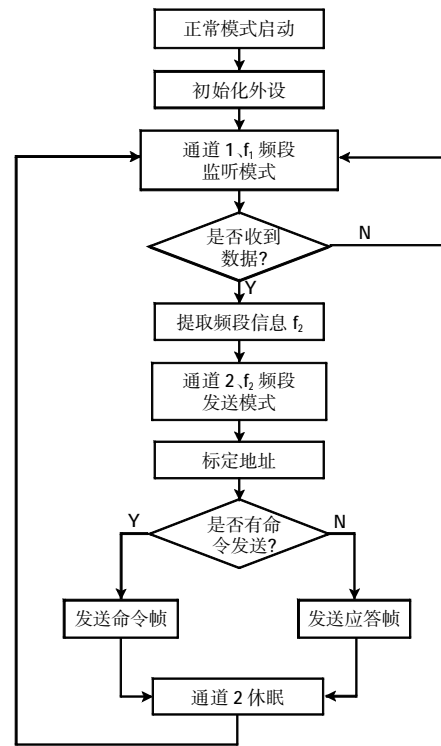 正常模式启动
初始化外设
通道 1、f₁ 频段
监听模式
是否收到
数据?
N
Y
提取频段信息 f₂
通道 2、f₂ 频段
发送模式
标定地址
是否有命
令发送?
Y
N
发送命令帧
发送应答帧
通道 2 休眠